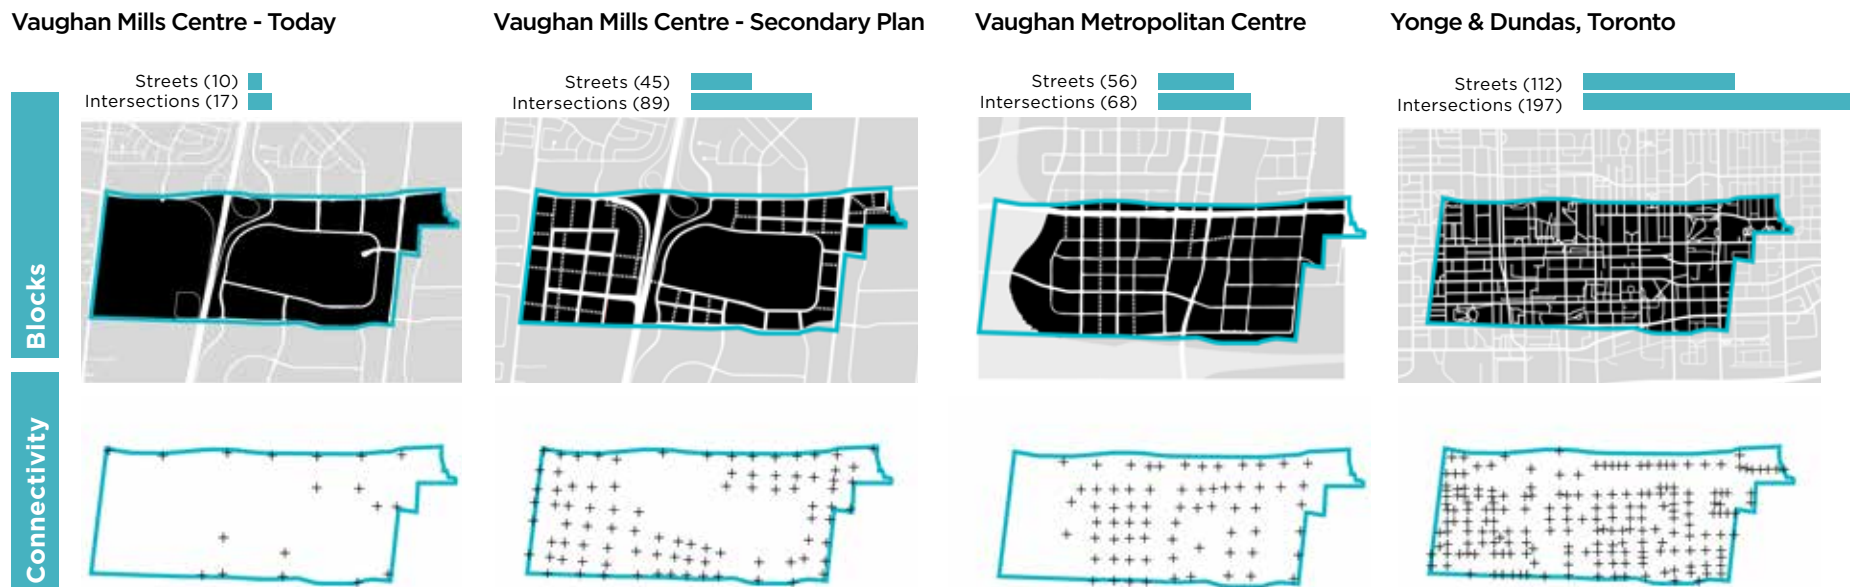 Vaughan Mills Centre - Today
Vaughan Mills Centre - Secondary Plan
Vaughan Metropolitan Centre
Yonge & Dundas, Toronto
Streets (10)
Intersections (17)
Streets (45)
Intersections (89)
Streets (56)
Intersections (68)
Streets (112)
Intersections (197)
Blocks
Connectivity